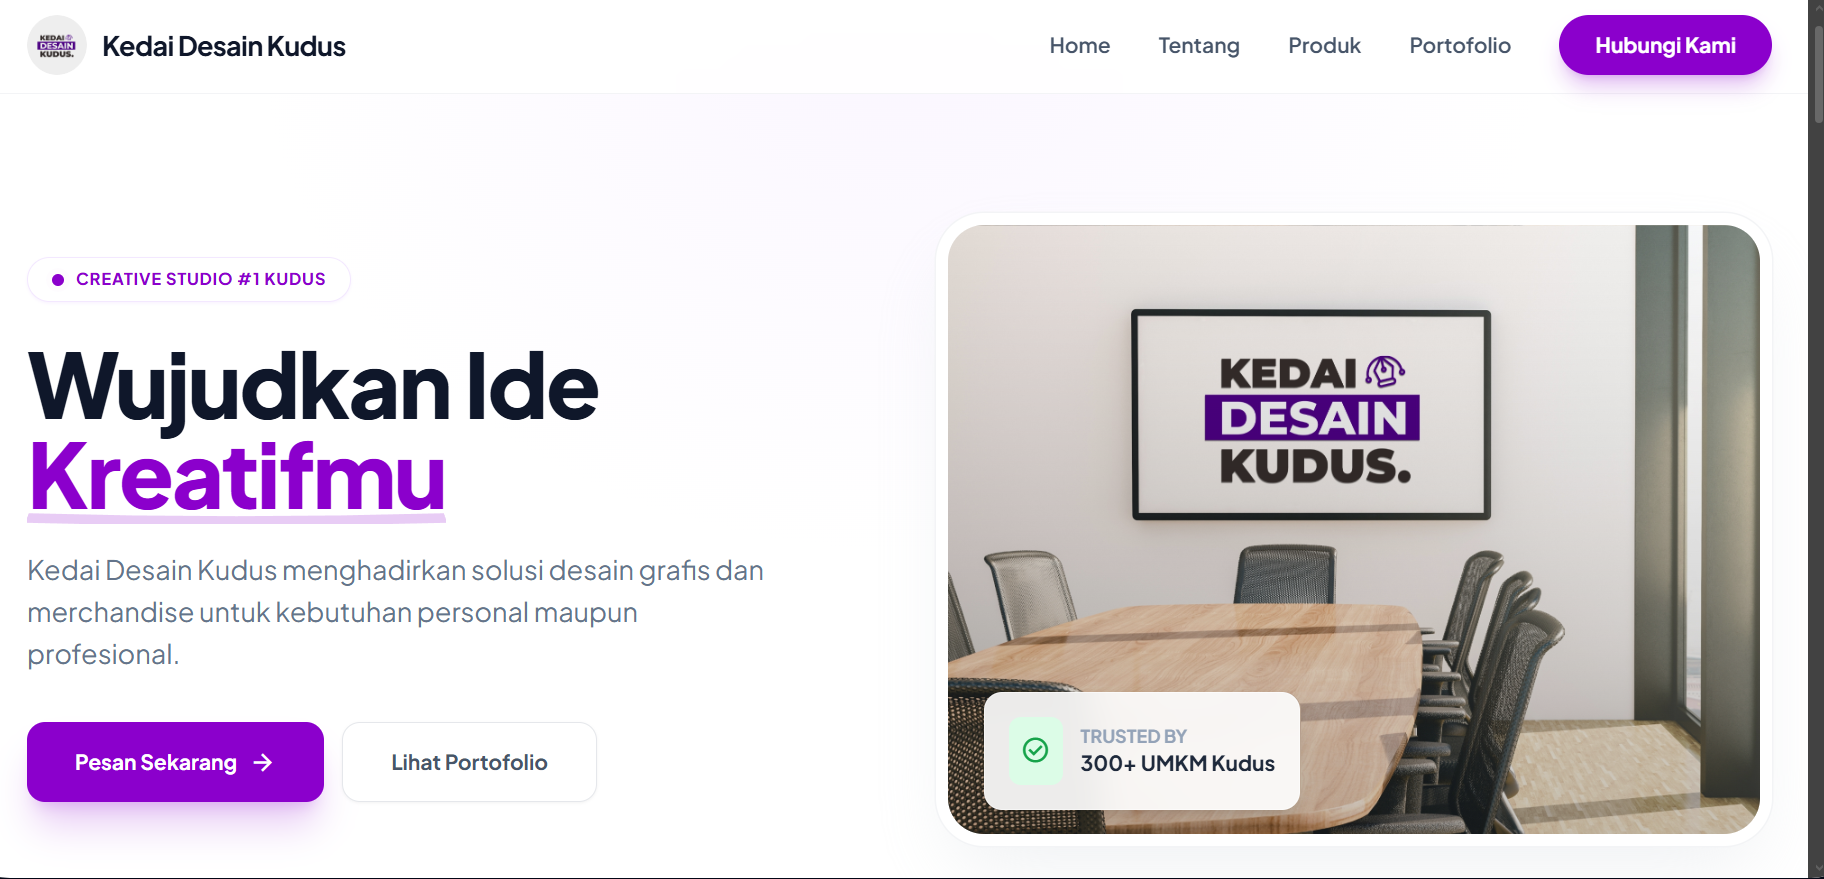 KEDAI
DESAIN
KUDUS.
Kedai Desain Kudus
Home
Tentang
Produk
Portofolio
Hubungi Kami
CREATIVE STUDIO #1 KUDUS
Wujudkan Ide
Kreatifmu
Kedai Desain Kudus menghadirkan solusi desain grafis dan
merchandise untuk kebutuhan personal maupun
profesional.
Pesan Sekarang
Lihat Portofolio
KEDAI
DESAIN
KUDUS.
TRUSTED BY
300+ UMKM Kudus